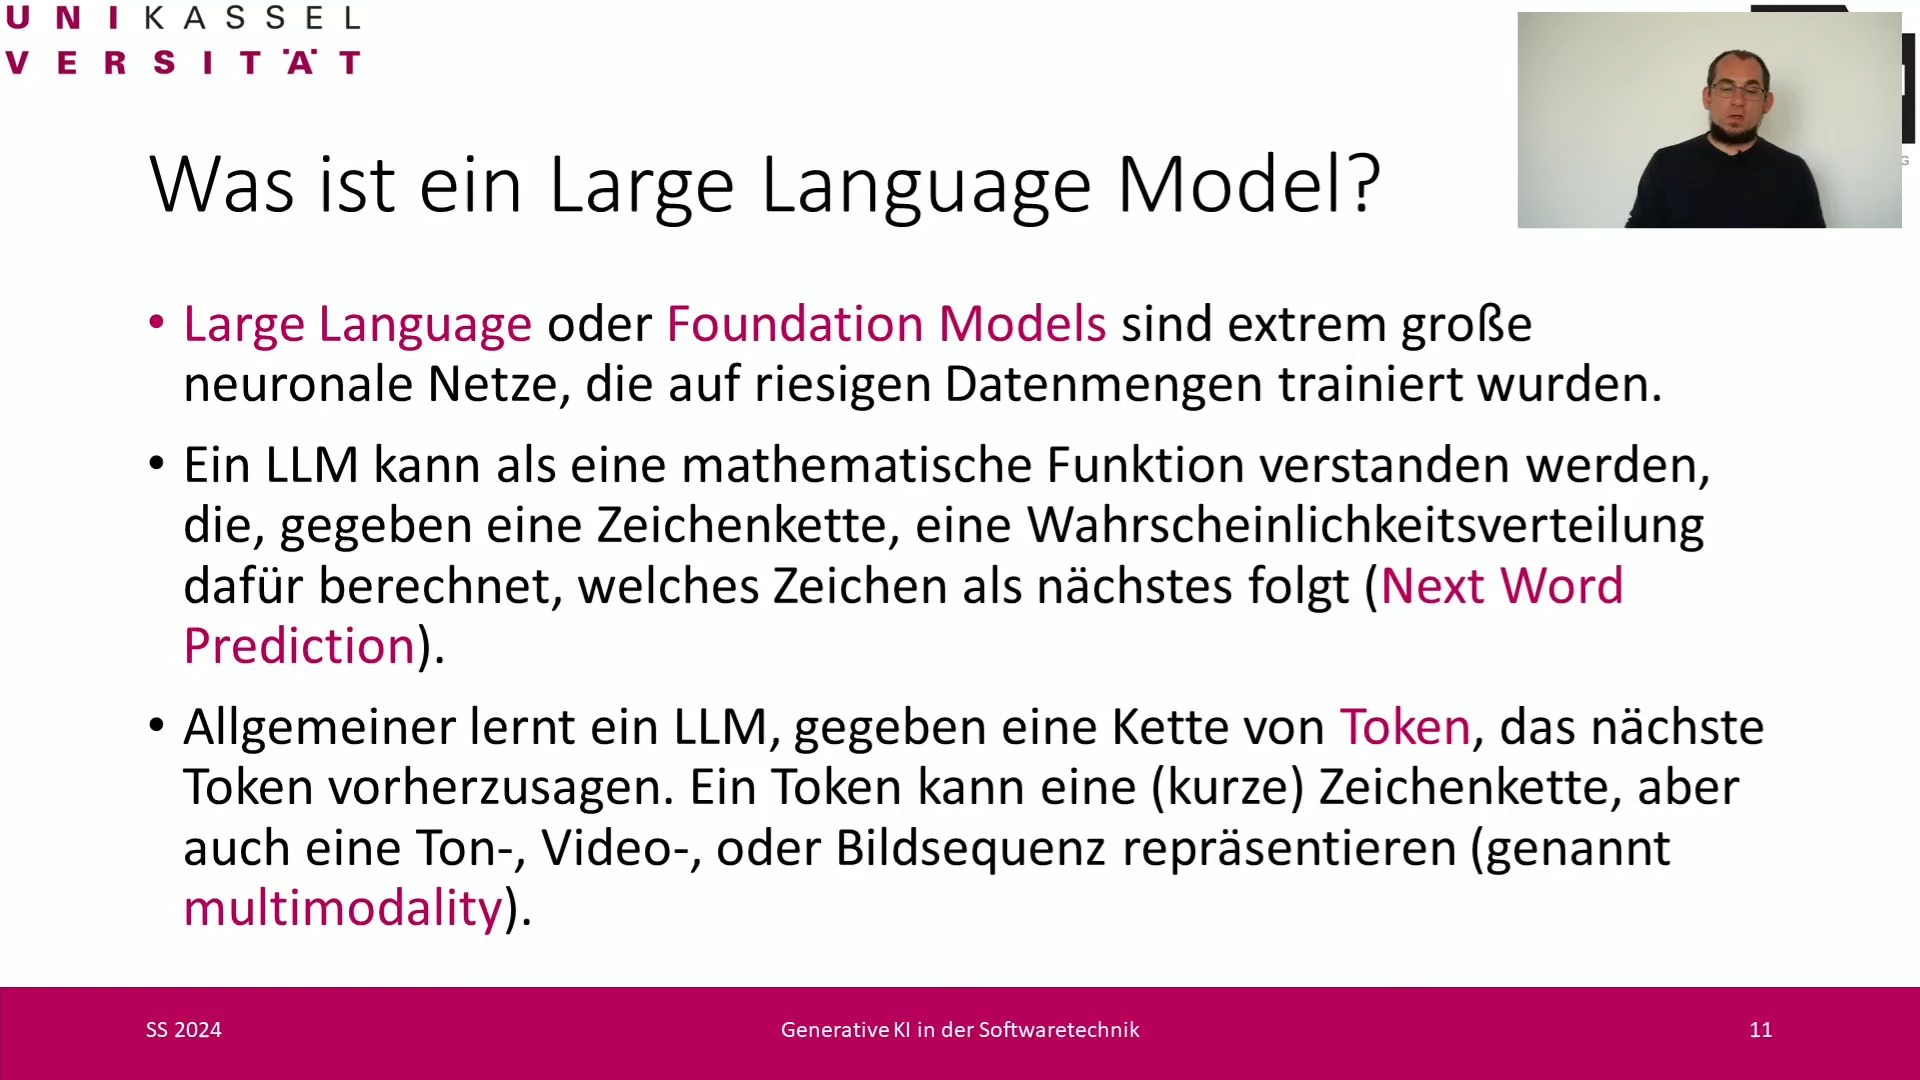 UNIKASSEL
VERSITÄT
Was ist ein Large Language Model?
• Large Language oder Foundation Models sind extrem große
neuronale Netze, die auf riesigen Datenmengen trainiert wurden.
• Ein LLM kann als eine mathematische Funktion verstanden werden,
die, gegeben eine Zeichenkette, eine Wahrscheinlichkeitsverteilung
dafür berechnet, welches Zeichen als nächstes folgt (Next Word
Prediction).
• Allgemeiner lernt ein LLM, gegeben eine Kette von Token, das nächste
Token vorherzusagen. Ein Token kann eine (kurze) Zeichenkette, aber
auch eine Ton-, Video-, oder Bildsequenz repräsentieren (genannt
multimodality).
SS 2024
Generative KI in der Softwaretechnik
11